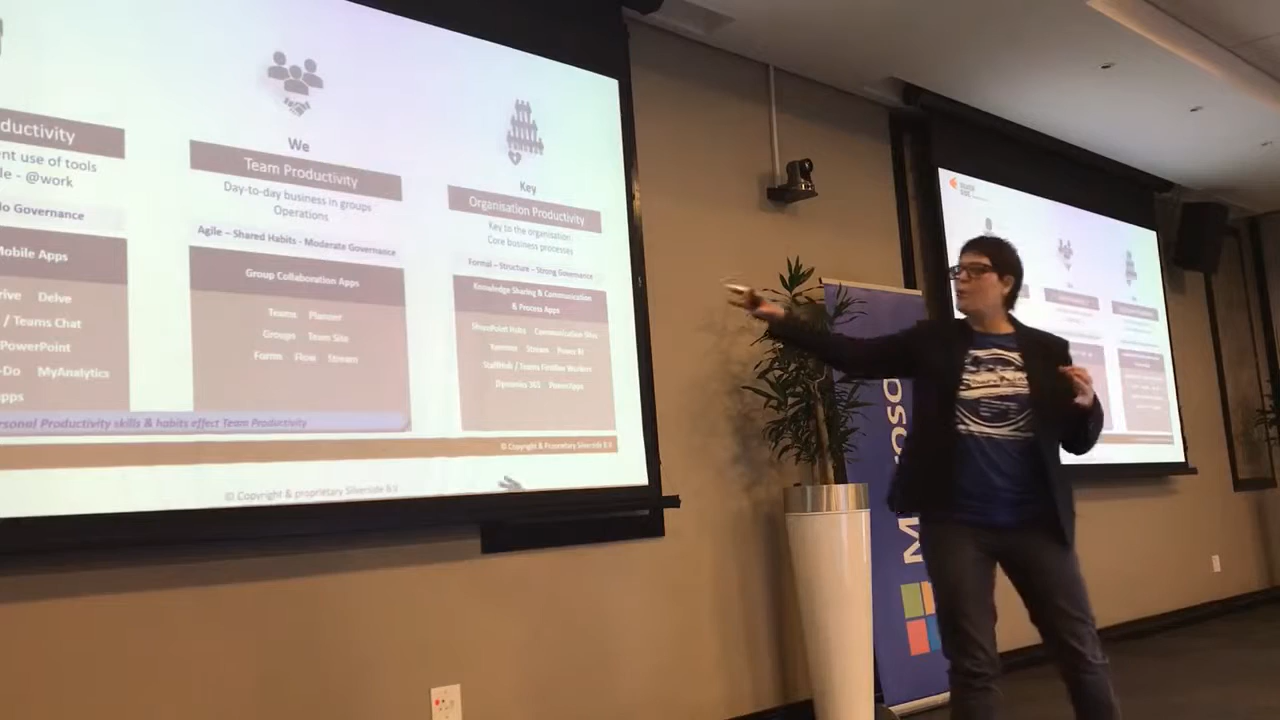 ductivity
ent use of tools
le - @work
lo Governance
Mobile Apps
rive Delve
/ Teams Chat
PowerPoint
-Do MyAnalytics
pps
We
Team Productivity
Day-to-day business in groups
Operations
Agile – Shared Habits - Moderate Governance
Group Collaboration Apps
Teams Planner
Groups Team Site
Forms Flow Stream
Key
Organisation Productivity
Key to the organisation
Core business processes
Formal – Structure – Strong Governance
Knowledge Sharing & Communication
& Process Apps
SharePoint Hubs Communication Sites
Yammer Stream Power BI
StaffHub / Teams Firstline Workers
Dynamics 365 PowerApps
ersonal Productivity skills & habits effect Team Productivity
© Copyright & Proprietary Silverside B.V
© Copyright & proprietary Silverside B.V
M
osо